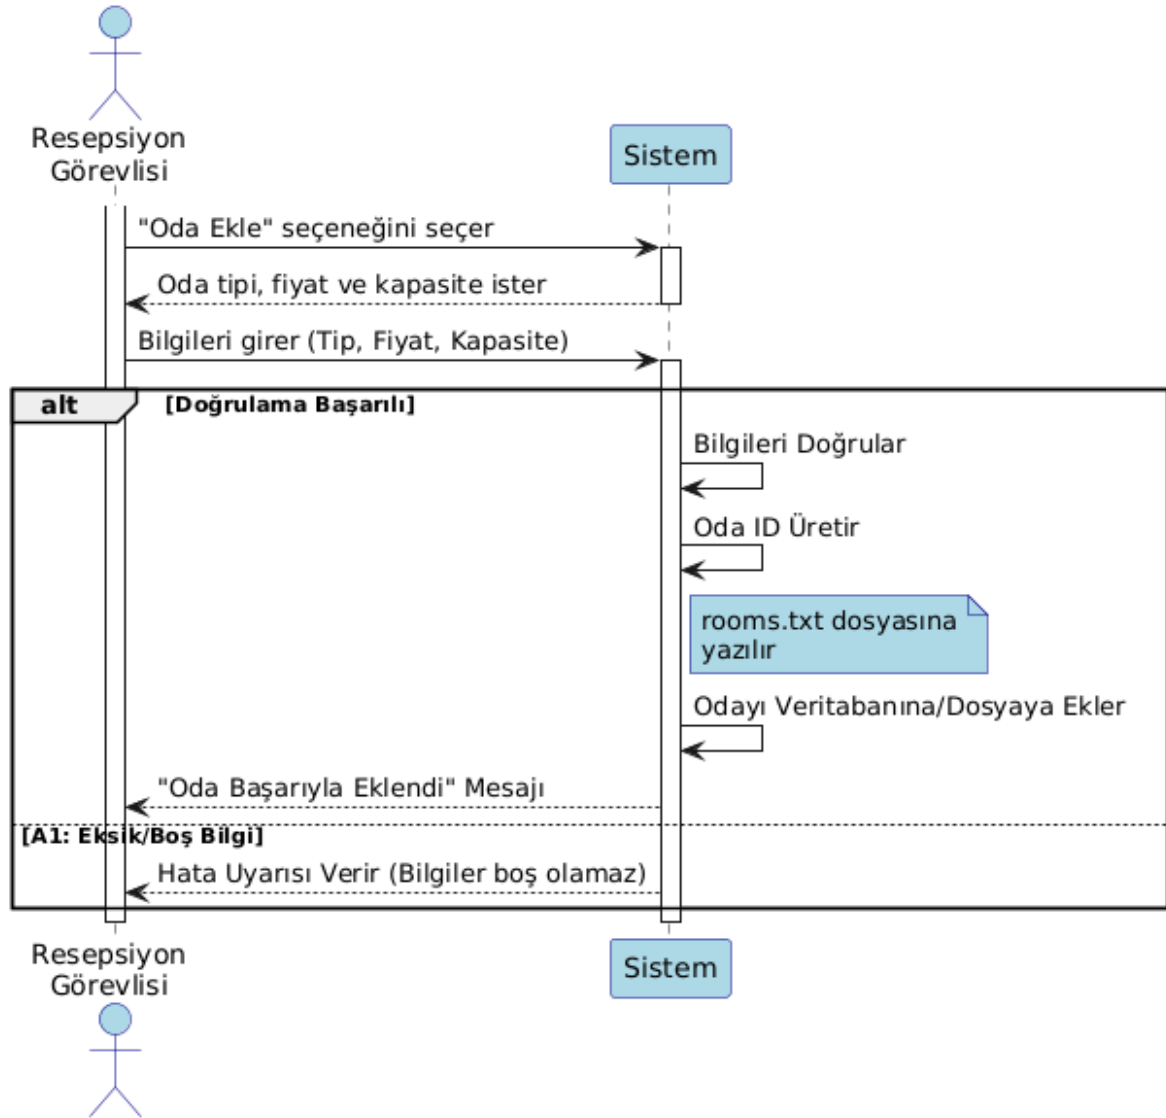 Resepsiyon
Görevlisi
Sistem
"Oda Ekle" seçeneğini seçer
Oda tipi, fiyat ve kapasite ister
Bilgileri girer (Tip, Fiyat, Kapasite)
alt
[Doğrulama Başarılı]
Bilgileri Doğrular
Oda ID Üretir
rooms.txt dosyasına
yazılır
Odayı Veritabanına/Dosyaya Ekler
"Oda Başarıyla Eklendi" Mesajı
[A1: Eksik/Boş Bilgi]
Hata Uyarısı Verir (Bilgiler boş olamaz)
Resepsiyon
Görevlisi
Sistem